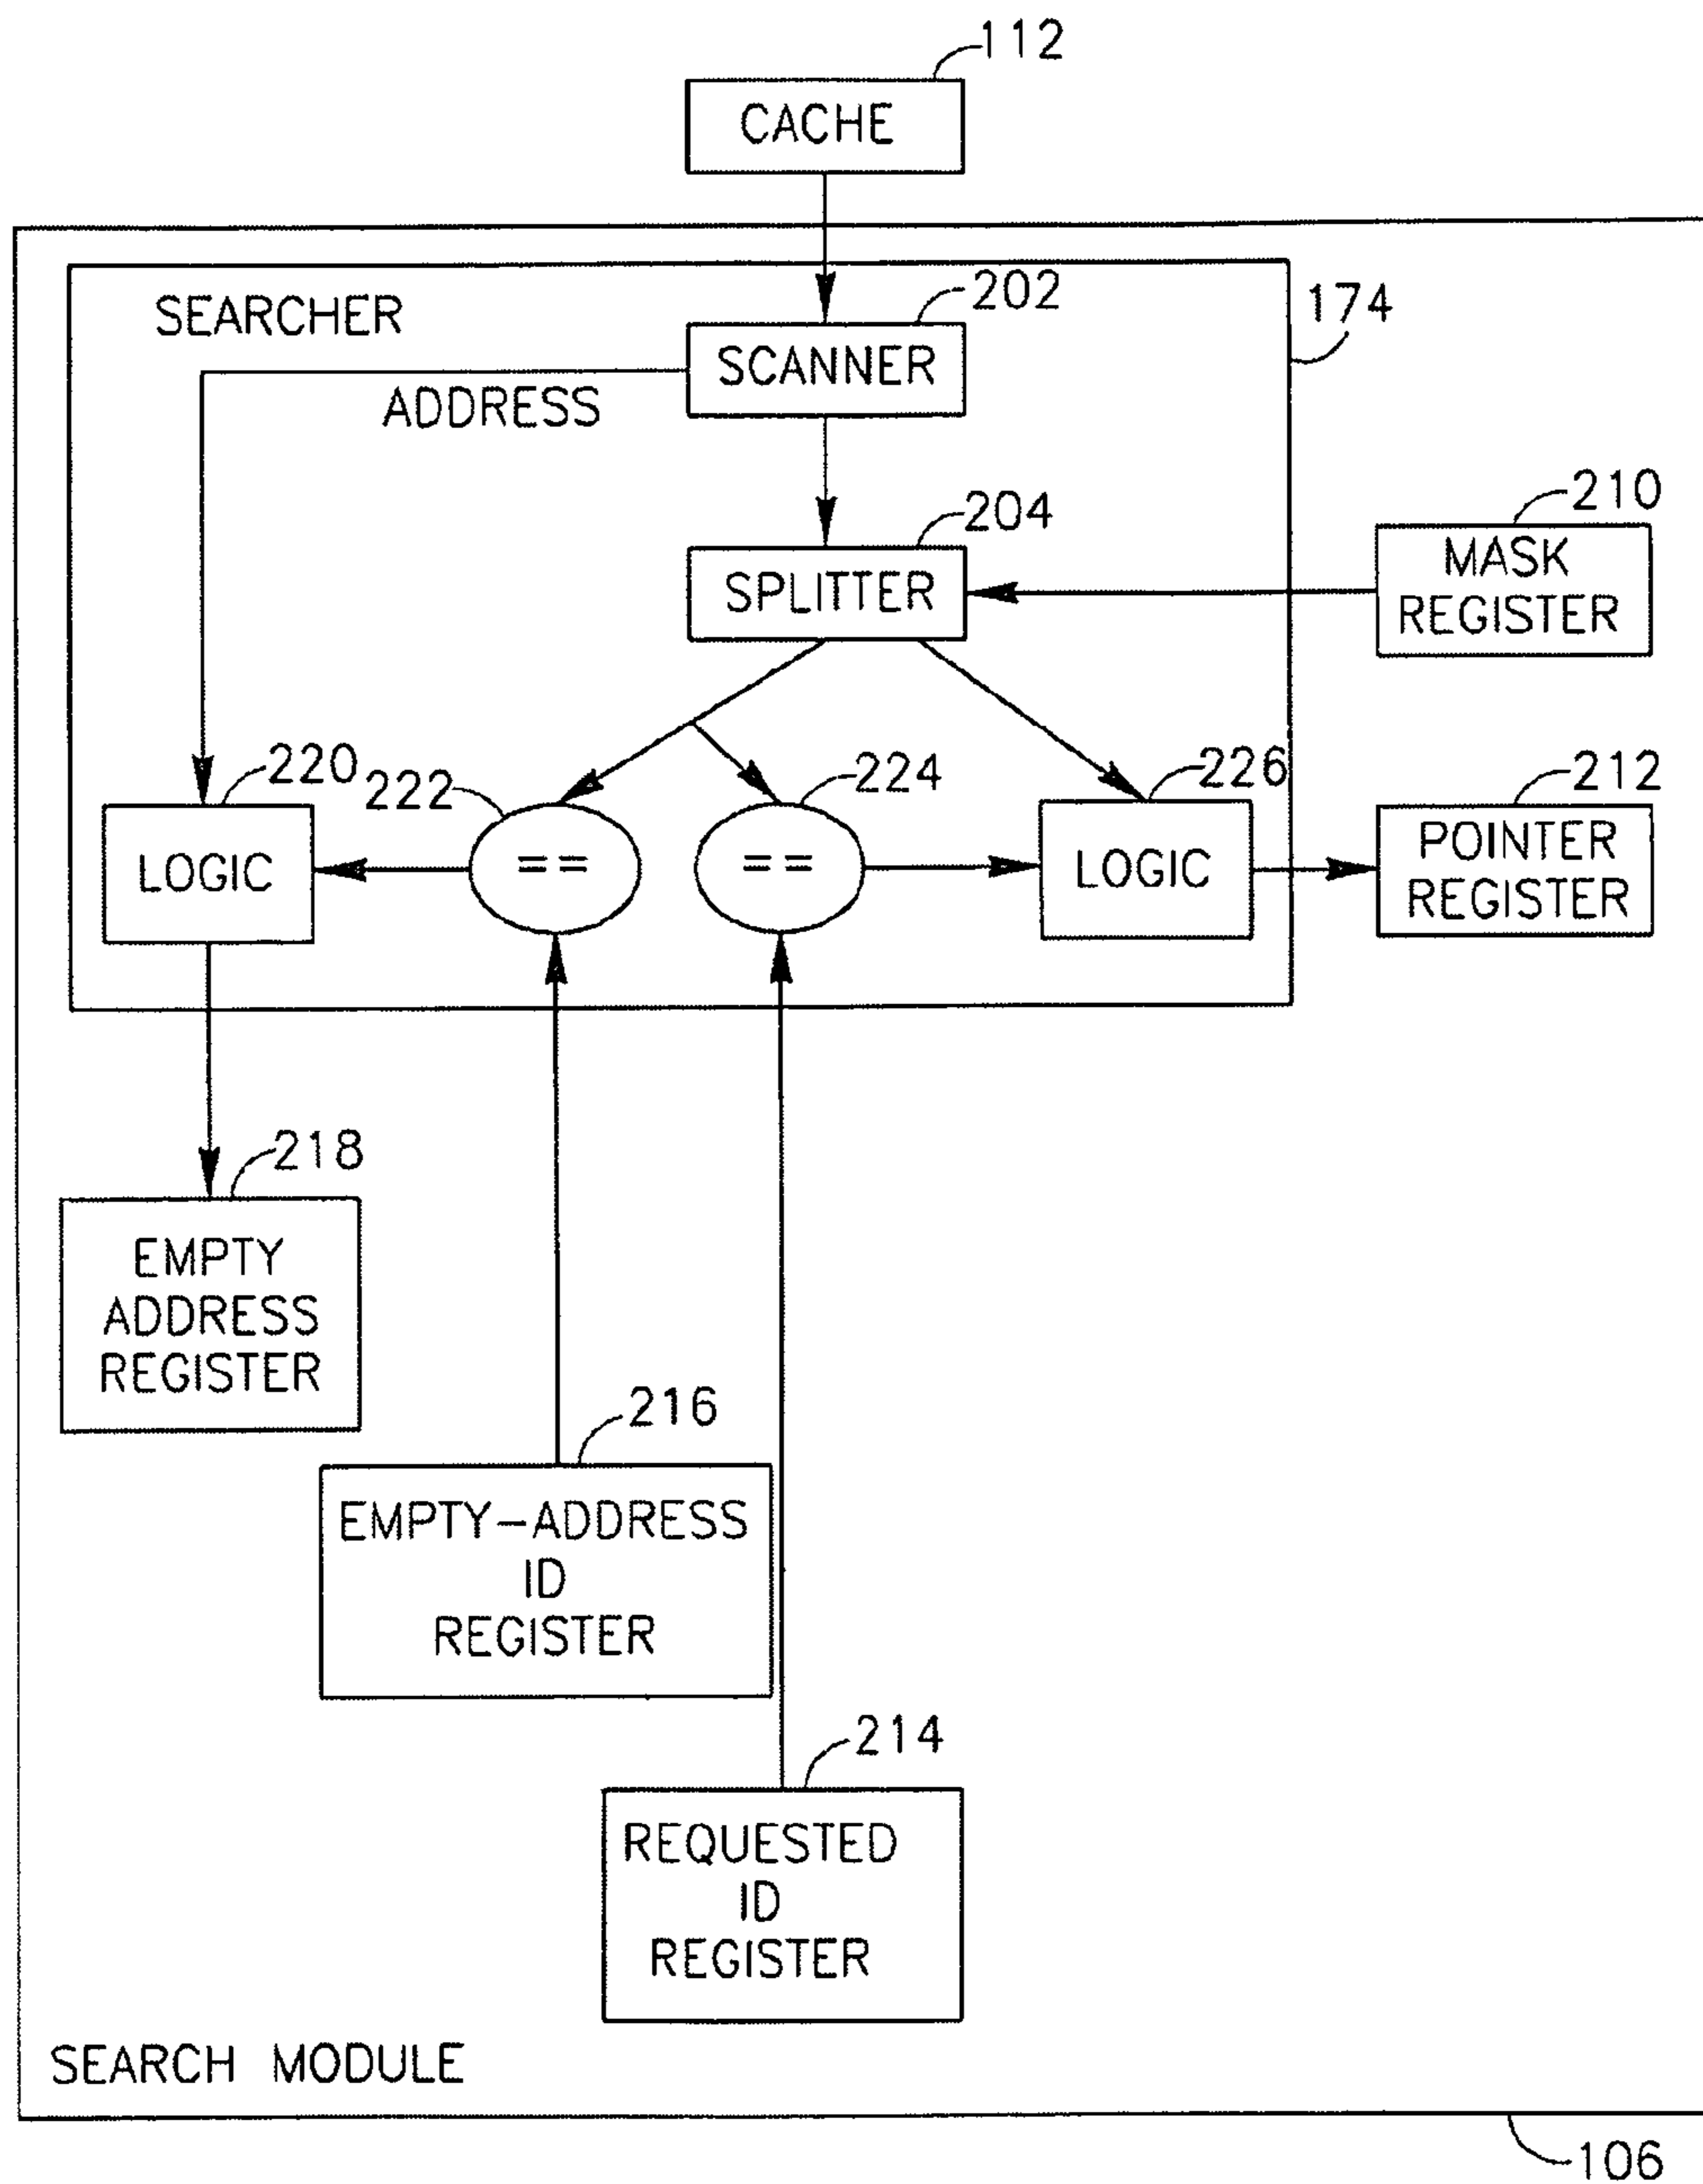 112
CACHE
SEARCHER
202
174
SCANNER
ADDRESS
204
210
SPLITTER
MASK
REGISTER
220
222
224
226
212
LOGIC
==
==
LOGIC
POINTER
REGISTER
218
EMPTY
ADDRESS
REGISTER
216
EMPTY-ADDRESS
ID
REGISTER
214
REQUESTED
ID
REGISTER
SEARCH MODULE
106